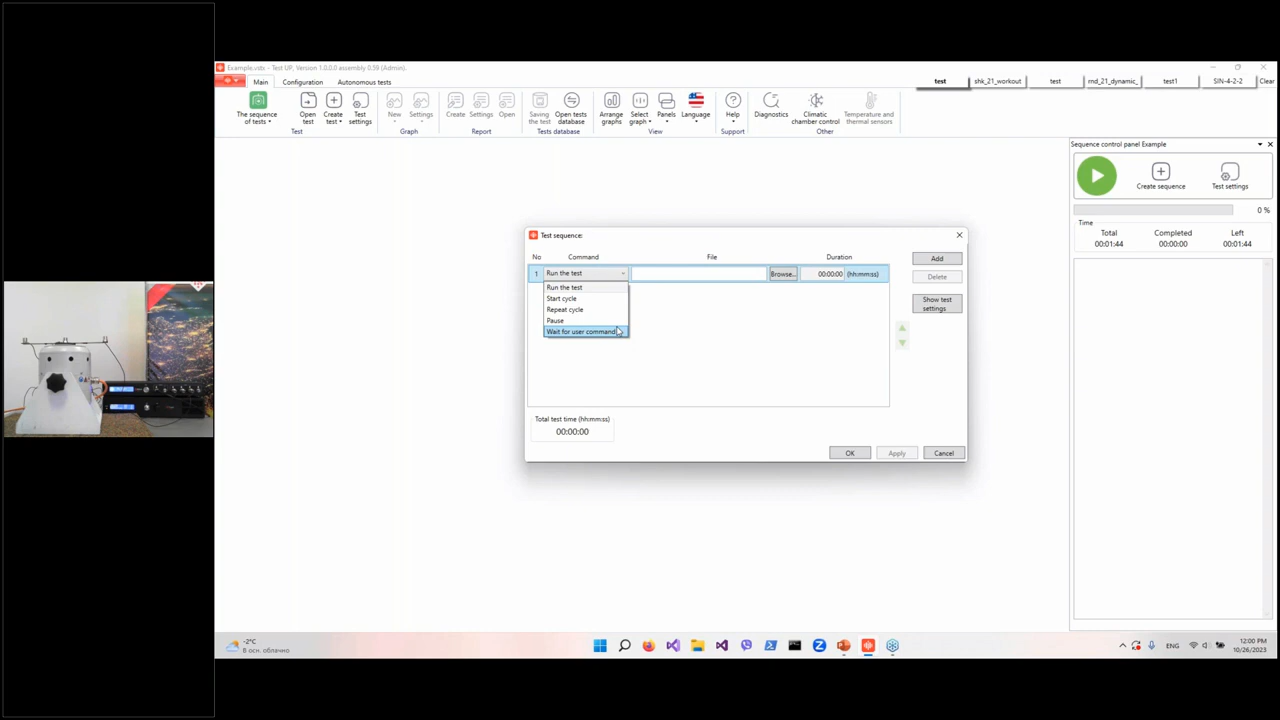 Example.vsts - Test UP, Version 1.0.0.0 assembly 0.59 (Admin).
Main
Configuration
Autonomous tests
test
shk_21_workout
test
rnd_21_dynamic_
test1
SIN-4-2-2
Clear
The sequence of tests
Open test
Create test
Test settings
New
Settings
Create
Settings
Open
Saving the test
Open tests database
Arrange graphs
Select graph
Panels
Language
Help
Diagnostics
Climatic chamber control
Temperature and thermal sensors
Test
Graph
Report
Tests database
View
Support
Other
Sequence control panel Example
Create sequence
Test settings
0 %
Time
Total
Completed
Left
00:01:44
00:00:00
00:01:44
Test sequence:
No
Command
File
Duration
1
Run the test
Browse...
00:00:00
(hh:mm:ss)
Run the test
Start cycle
Repeat cycle
Pause
Wait for user command
Add
Delete
Show test settings
Total test time (hh:mm:ss)
00:00:00
OK
Apply
Cancel
-2°C
В осн. облачно
ENG
12:00 PM
10/26/2023